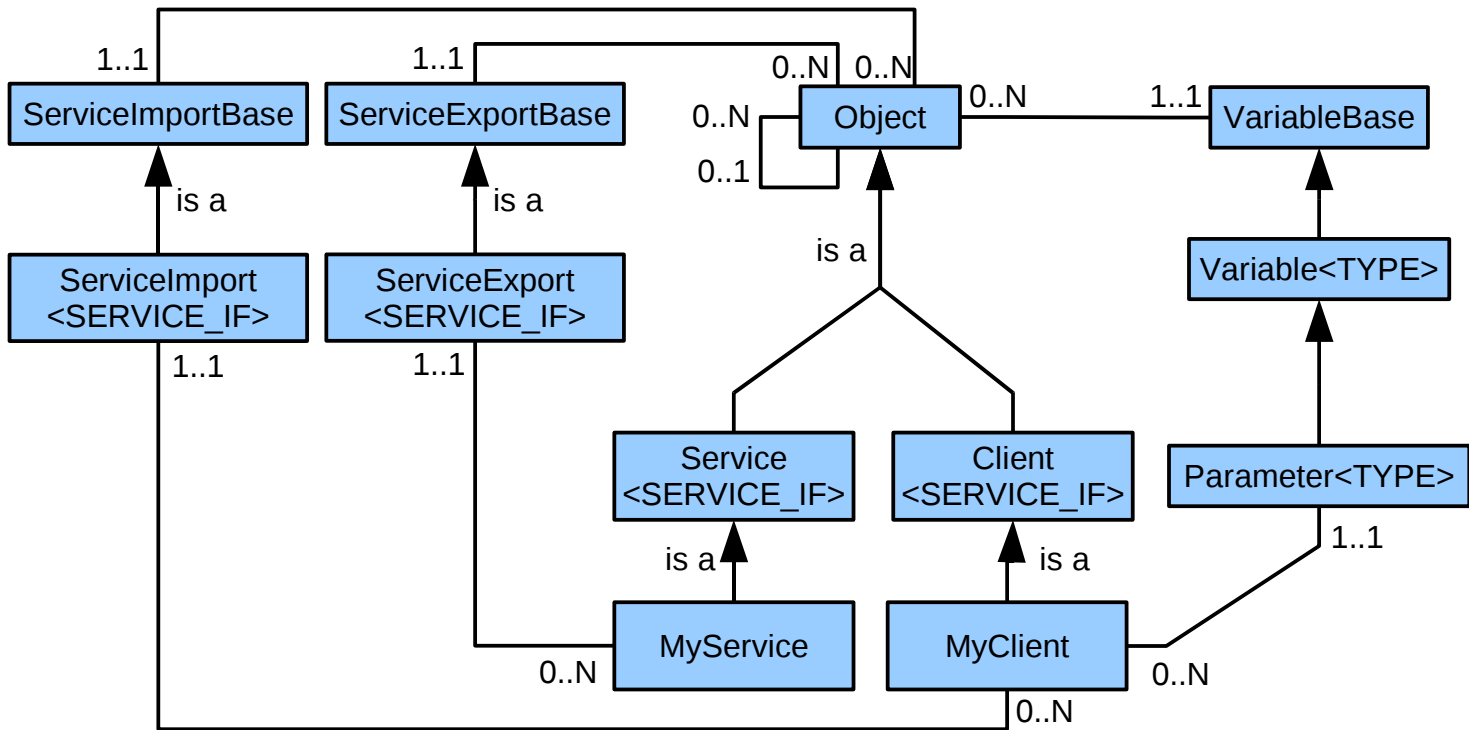 1..1
1..1
0..N
0..N
ServiceImportBase
ServiceExportBase
0..N
Object
0..N
1..1
VariableBase
0..1
is a
is a
is a
ServiceImport
<SERVICE_IF>
ServiceExport
<SERVICE_IF>
Variable<TYPE>
1..1
1..1
Service
<SERVICE_IF>
Client
<SERVICE_IF>
Parameter<TYPE>
is a
is a
1..1
MyService
MyClient
0..N
0..N
0..N